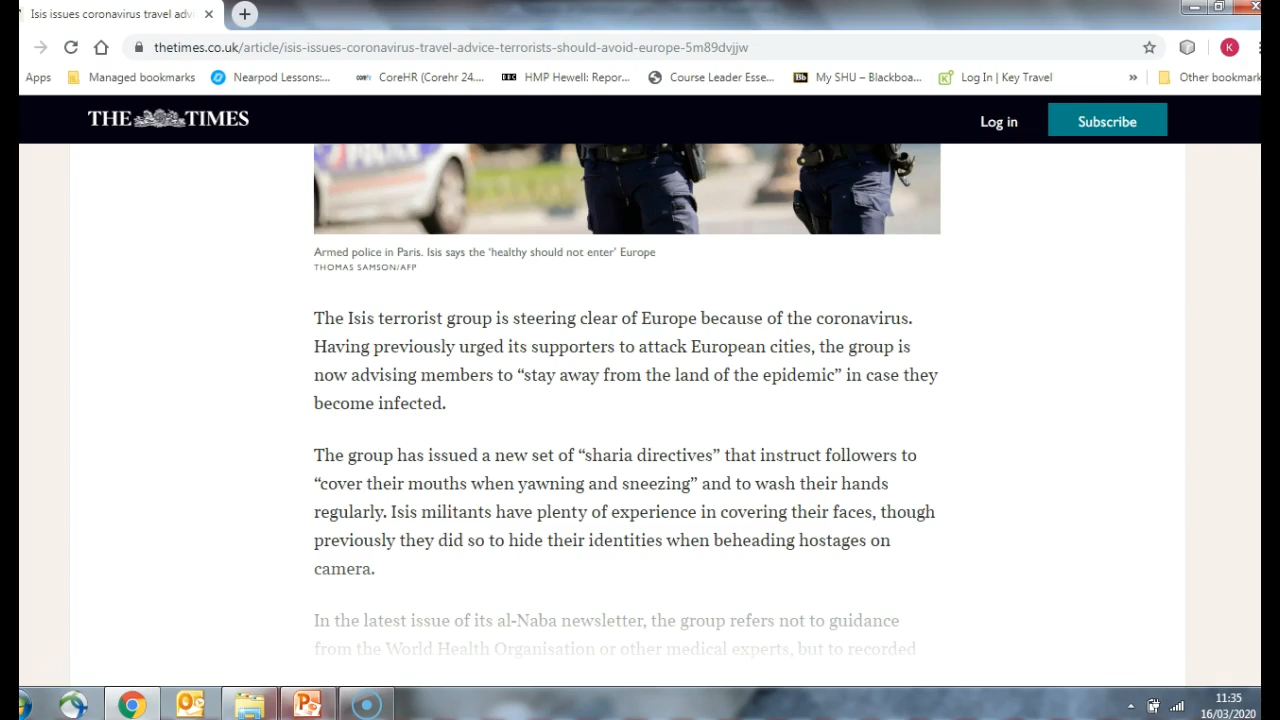 Isis issues coronavirus travel advi
thetimes.co.uk/article/isis-issues-coronavirus-travel-advice-terrorists-should-avoid-europe-5m89dvjjw
K
Apps Managed bookmarks Nearpod Lessons:... CoreHR (Corehr 24.... HMP Hewell: Repor... Course Leader Esse... Bb My SHU – Blackboa... Log In | Key Travel » Other bookmark
THE TIMES Log in Subscribe
Armed police in Paris. Isis says the ‘healthy should not enter’ Europe
THOMAS SAMSON/AFP
The Isis terrorist group is steering clear of Europe because of the coronavirus.
Having previously urged its supporters to attack European cities, the group is
now advising members to “stay away from the land of the epidemic” in case they
become infected.
The group has issued a new set of “sharia directives” that instruct followers to
“cover their mouths when yawning and sneezing” and to wash their hands
regularly. Isis militants have plenty of experience in covering their faces, though
previously they did so to hide their identities when beheading hostages on
camera.
In the latest issue of its al-Naba newsletter, the group refers not to guidance
from the World Health Organisation or other medical experts, but to recorded
11:35
16/03/2020